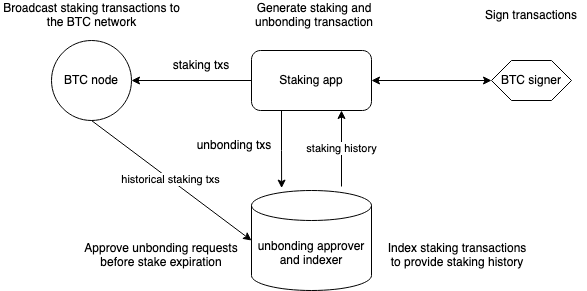 Broadcast staking transactions to
the BTC network
Generate staking and
unbonding transaction
Sign transactions
BTC node
staking txs
Staking app
BTC signer
unbonding txs
staking history
historical staking txs
Approve unbonding requests
before stake expiration
unbonding approver
and indexer
Index staking transactions
to provide staking history